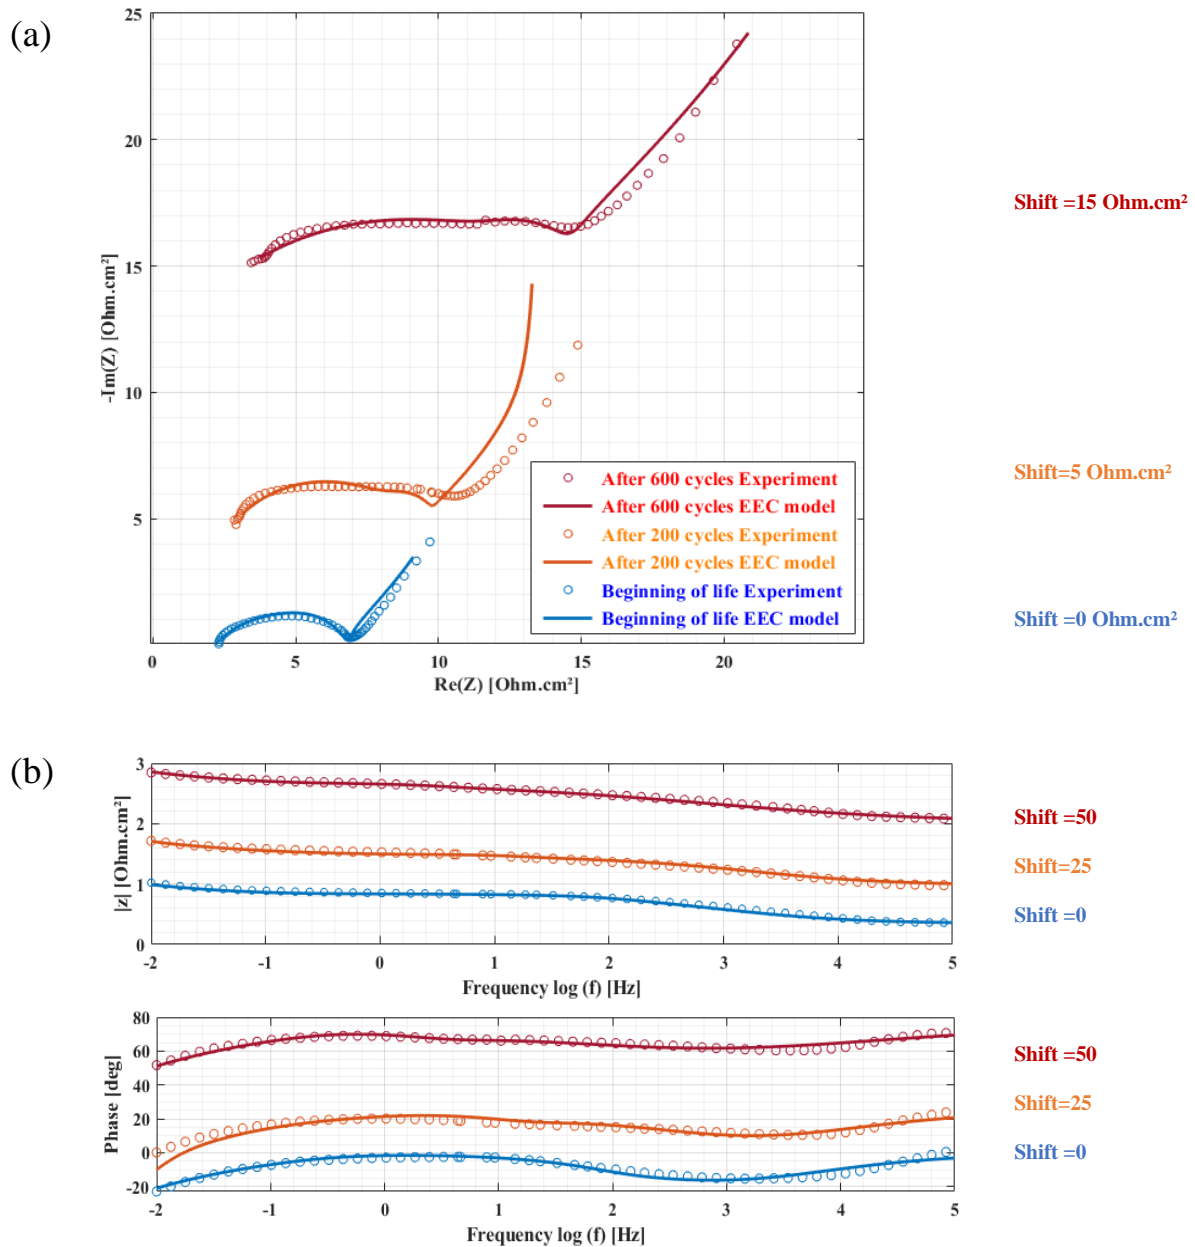 (a)
25
20
15
10
5
-Im(Z) [Ohm.cm²]
0 5 10 15 20
Re(Z) [Ohm.cm²]
After 600 cycles Experiment
After 600 cycles EEC model
After 200 cycles Experiment
After 200 cycles EEC model
Beginning of life Experiment
Beginning of life EEC model
Shift =15 Ohm.cm²
Shift=5 Ohm.cm²
Shift =0 Ohm.cm²
(b)
3
2
1
0
|z| [Ohm.cm²]
-2 -1 0 1 2 3 4 5
Frequency log (f) [Hz]
Shift =50
Shift=25
Shift =0
80
60
40
20
0
-20
Phase [deg]
-2 -1 0 1 2 3 4 5
Frequency log (f) [Hz]
Shift =50
Shift=25
Shift =0